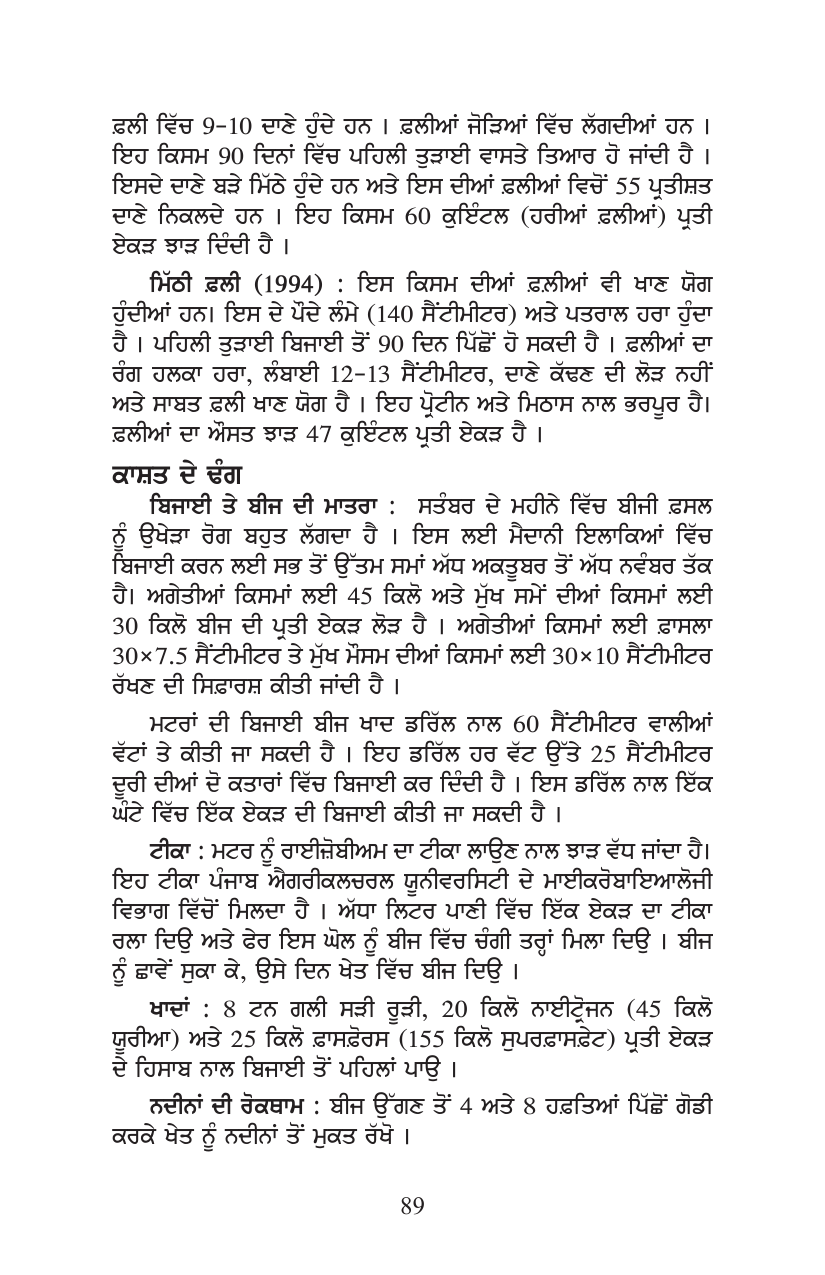 ਫ਼ਲੀ ਵਿੱਚ 9-10 ਦਾਣੇ ਹੁੰਦੇ ਹਨ । ਫ਼ਲੀਆਂ ਜੋੜਿਆਂ ਵਿੱਚ ਲੱਗਦੀਆਂ ਹਨ ।
ਇਹ ਕਿਸਮ 90 ਦਿਨਾਂ ਵਿੱਚ ਪਹਿਲੀ ਤੁੜਾਈ ਵਾਸਤੇ ਤਿਆਰ ਹੋ ਜਾਂਦੀ ਹੈ ।
ਇਸਦੇ ਦਾਣੇ ਬੜੇ ਮਿੱਠੇ ਹੁੰਦੇ ਹਨ ਅਤੇ ਇਸ ਦੀਆਂ ਫ਼ਲੀਆਂ ਵਿਚੋਂ 55 ਪ੍ਰਤੀਸ਼ਤ
ਦਾਣੇ ਨਿਕਲਦੇ ਹਨ । ਇਹ ਕਿਸਮ 60 ਕੁਇੰਟਲ (ਹਰੀਆਂ ਫ਼ਲੀਆਂ) ਪ੍ਰਤੀ
ਏਕੜ ਝਾੜ ਦਿੰਦੀ ਹੈ ।
ਮਿੱਠੀ ਫ਼ਲੀ (1994) : ਇਸ ਕਿਸਮ ਦੀਆਂ ਫ਼ਲੀਆਂ ਵੀ ਖਾਣ ਯੋਗ
ਹੁੰਦੀਆਂ ਹਨ। ਇਸ ਦੇ ਪੌਦੇ ਲੰਮੇ (140 ਸੈਂਟੀਮੀਟਰ) ਅਤੇ ਪਤਰਾਲ ਹਰਾ ਹੁੰਦਾ
ਹੈ । ਪਹਿਲੀ ਤੁੜਾਈ ਬਿਜਾਈ ਤੋਂ 90 ਦਿਨ ਪਿੱਛੋਂ ਹੋ ਸਕਦੀ ਹੈ । ਫ਼ਲੀਆਂ ਦਾ
ਰੰਗ ਹਲਕਾ ਹਰਾ, ਲੰਬਾਈ 12-13 ਸੈਂਟੀਮੀਟਰ, ਦਾਣੇ ਕੱਢਣ ਦੀ ਲੋੜ ਨਹੀਂ
ਅਤੇ ਸਾਬਤ ਫ਼ਲੀ ਖਾਣ ਯੋਗ ਹੈ । ਇਹ ਪ੍ਰੋਟੀਨ ਅਤੇ ਮਿਠਾਸ ਨਾਲ ਭਰਪੂਰ ਹੈ।
ਫ਼ਲੀਆਂ ਦਾ ਔਸਤ ਝਾੜ 47 ਕੁਇੰਟਲ ਪ੍ਰਤੀ ਏਕੜ ਹੈ ।
ਕਾਸ਼ਤ ਦੇ ਢੰਗ
ਬਿਜਾਈ ਤੇ ਬੀਜ ਦੀ ਮਾਤਰਾ : ਸਤੰਬਰ ਦੇ ਮਹੀਨੇ ਵਿੱਚ ਬੀਜੀ ਫ਼ਸਲ
ਨੂੰ ਉਖੇੜਾ ਰੋਗ ਬਹੁਤ ਲੱਗਦਾ ਹੈ । ਇਸ ਲਈ ਮੈਦਾਨੀ ਇਲਾਕਿਆਂ ਵਿੱਚ
ਬਿਜਾਈ ਕਰਨ ਲਈ ਸਭ ਤੋਂ ਉੱਤਮ ਸਮਾਂ ਅੱਧ ਅਕਤੂਬਰ ਤੋਂ ਅੱਧ ਨਵੰਬਰ ਤੱਕ
ਹੈ। ਅਗੇਤੀਆਂ ਕਿਸਮਾਂ ਲਈ 45 ਕਿਲੋ ਅਤੇ ਮੁੱਖ ਸਮੇਂ ਦੀਆਂ ਕਿਸਮਾਂ ਲਈ
30 ਕਿਲੋ ਬੀਜ ਦੀ ਪ੍ਰਤੀ ਏਕੜ ਲੋੜ ਹੈ । ਅਗੇਤੀਆਂ ਕਿਸਮਾਂ ਲਈ ਫ਼ਾਸਲਾ
30×7.5 ਸੈਂਟੀਮੀਟਰ ਤੇ ਮੁੱਖ ਮੌਸਮ ਦੀਆਂ ਕਿਸਮਾਂ ਲਈ 30×10 ਸੈਂਟੀਮੀਟਰ
ਰੱਖਣ ਦੀ ਸਿਫ਼ਾਰਸ਼ ਕੀਤੀ ਜਾਂਦੀ ਹੈ ।
ਮਟਰਾਂ ਦੀ ਬਿਜਾਈ ਬੀਜ ਖਾਦ ਡਰਿੱਲ ਨਾਲ 60 ਸੈਂਟੀਮੀਟਰ ਵਾਲੀਆਂ
ਵੱਟਾਂ ਤੇ ਕੀਤੀ ਜਾ ਸਕਦੀ ਹੈ । ਇਹ ਡਰਿੱਲ ਹਰ ਵੱਟ ਉੱਤੇ 25 ਸੈਂਟੀਮੀਟਰ
ਦੂਰੀ ਦੀਆਂ ਦੋ ਕਤਾਰਾਂ ਵਿੱਚ ਬਿਜਾਈ ਕਰ ਦਿੰਦੀ ਹੈ । ਇਸ ਡਰਿੱਲ ਨਾਲ ਇੱਕ
ਘੰਟੇ ਵਿੱਚ ਇੱਕ ਏਕੜ ਦੀ ਬਿਜਾਈ ਕੀਤੀ ਜਾ ਸਕਦੀ ਹੈ ।
ਟੀਕਾ : ਮਟਰ ਨੂੰ ਰਾਈਜ਼ੋਬੀਅਮ ਦਾ ਟੀਕਾ ਲਾਉਣ ਨਾਲ ਝਾੜ ਵੱਧ ਜਾਂਦਾ ਹੈ।
ਇਹ ਟੀਕਾ ਪੰਜਾਬ ਐਗਰੀਕਲਚਰਲ ਯੂਨੀਵਰਸਿਟੀ ਦੇ ਮਾਈਕਰੋਬਾਇਆਲੋਜੀ
ਵਿਭਾਗ ਵਿੱਚੋਂ ਮਿਲਦਾ ਹੈ । ਅੱਧਾ ਲਿਟਰ ਪਾਣੀ ਵਿੱਚ ਇੱਕ ਏਕੜ ਦਾ ਟੀਕਾ
ਰਲਾ ਦਿਉ ਅਤੇ ਫੇਰ ਇਸ ਘੋਲ ਨੂੰ ਬੀਜ ਵਿੱਚ ਚੰਗੀ ਤਰ੍ਹਾਂ ਮਿਲਾ ਦਿਉ । ਬੀਜ
ਨੂੰ ਛਾਵੇਂ ਸੁਕਾ ਕੇ, ਉਸੇ ਦਿਨ ਖੇਤ ਵਿੱਚ ਬੀਜ ਦਿਉ ।
ਖਾਦਾਂ : 8 ਟਨ ਗਲੀ ਸੜੀ ਰੂੜੀ, 20 ਕਿਲੋ ਨਾਈਟ੍ਰੋਜਨ (45 ਕਿਲੋ
ਯੂਰੀਆ) ਅਤੇ 25 ਕਿਲੋ ਫ਼ਾਸਫ਼ੋਰਸ (155 ਕਿਲੋ ਸੁਪਰਫ਼ਾਸਫ਼ੇਟ) ਪ੍ਰਤੀ ਏਕੜ
ਦੇ ਹਿਸਾਬ ਨਾਲ ਬਿਜਾਈ ਤੋਂ ਪਹਿਲਾਂ ਪਾਉ ।
ਨਦੀਨਾਂ ਦੀ ਰੋਕਥਾਮ : ਬੀਜ ਉੱਗਣ ਤੋਂ 4 ਅਤੇ 8 ਹਫ਼ਤਿਆਂ ਪਿੱਛੋਂ ਗੋਡੀ
ਕਰਕੇ ਖੇਤ ਨੂੰ ਨਦੀਨਾਂ ਤੋਂ ਮੁਕਤ ਰੱਖੋ ।
89